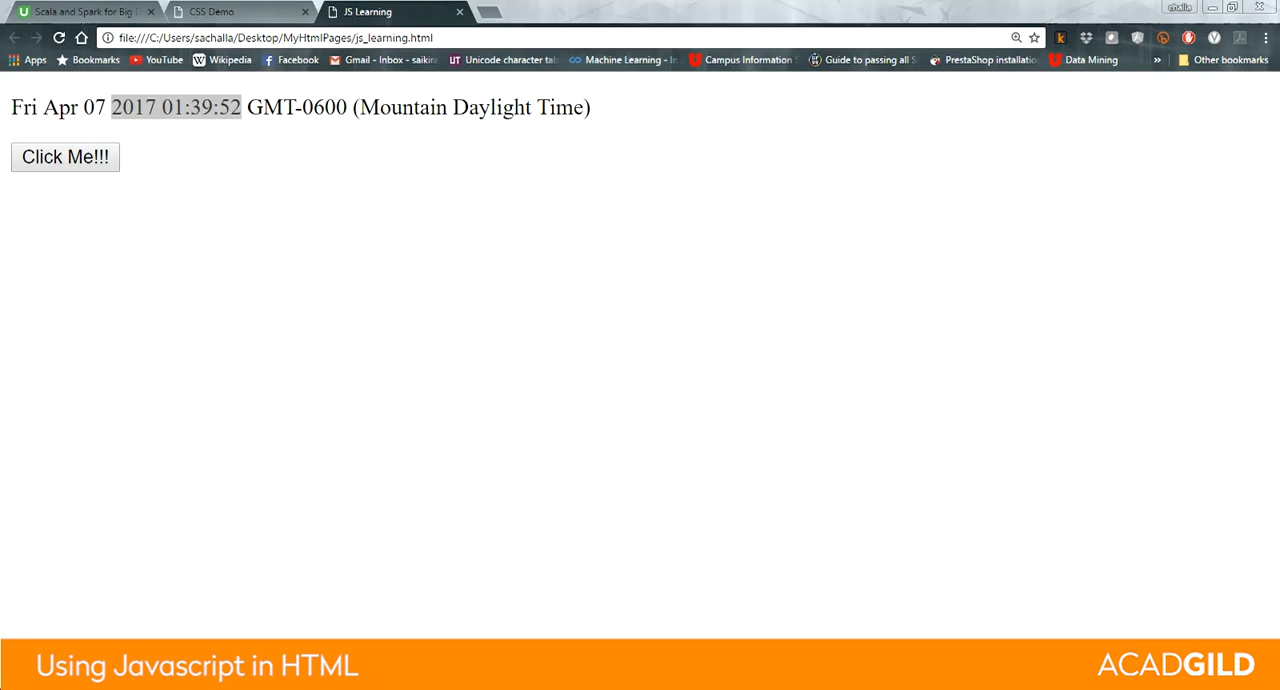 Scala and Spark for Big
CSS Demo
JS Learning
challa
file:///C:/Users/sachalla/Desktop/MyHtmlPages/js_learning.html
Apps Bookmarks YouTube Wikipedia Facebook Gmail - Inbox - saikira Unicode character tab Machine Learning - In Campus Information S Guide to passing all S PrestaShop installatio Data Mining » Other bookmarks
Fri Apr 07 2017 01:39:52 GMT-0600 (Mountain Daylight Time)
Click Me!!!
Using Javascript in HTML
ACADGILD